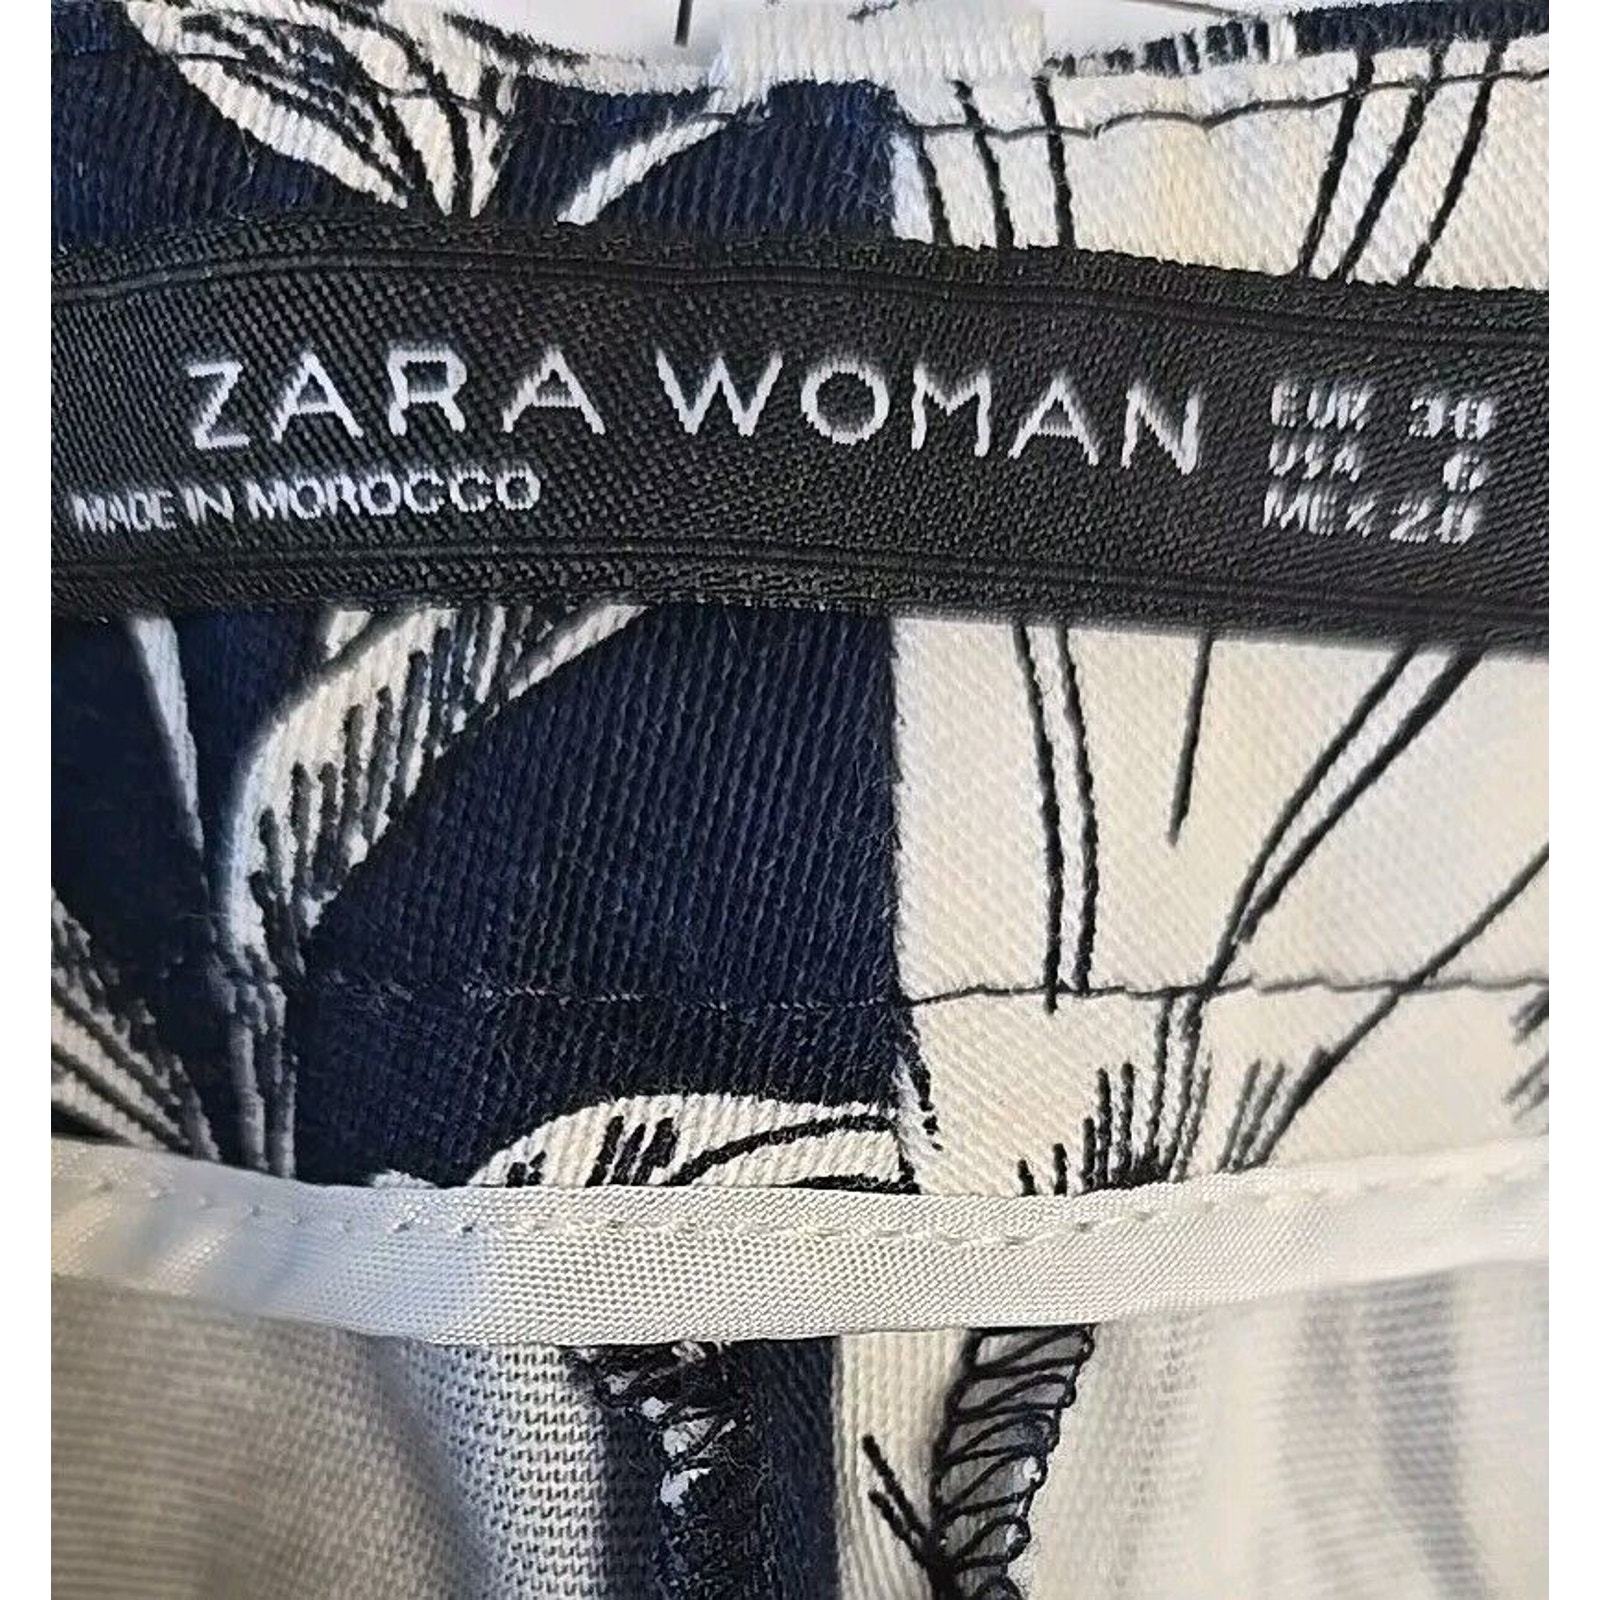 ZARA WOMAN
MADE IN MOROCCO
EUR 38
USA 6
MEX 28